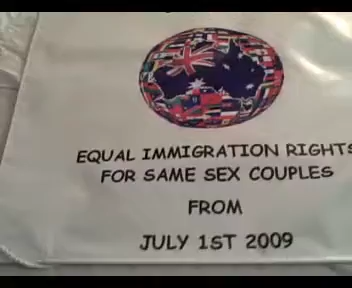 EQUAL IMMIGRATION RIGHTS
FOR SAME SEX COUPLES
FROM
JULY 1ST 2009